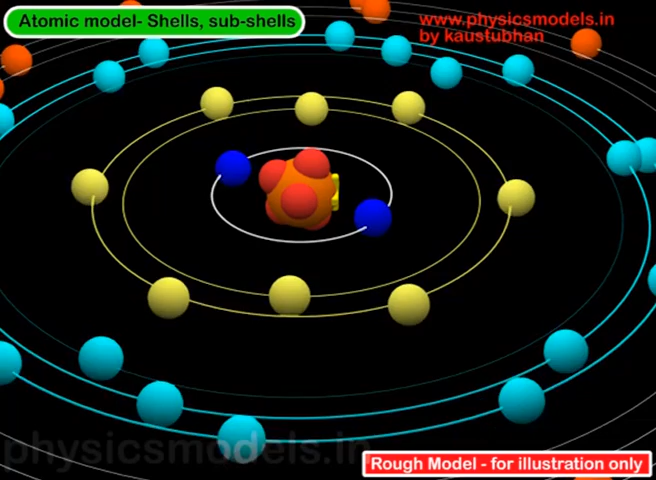 Atomic model- Shells, sub-shells
www.physicsmodels.in
by kaustubhan
physicsmodels.in
Rough Model - for illustration only